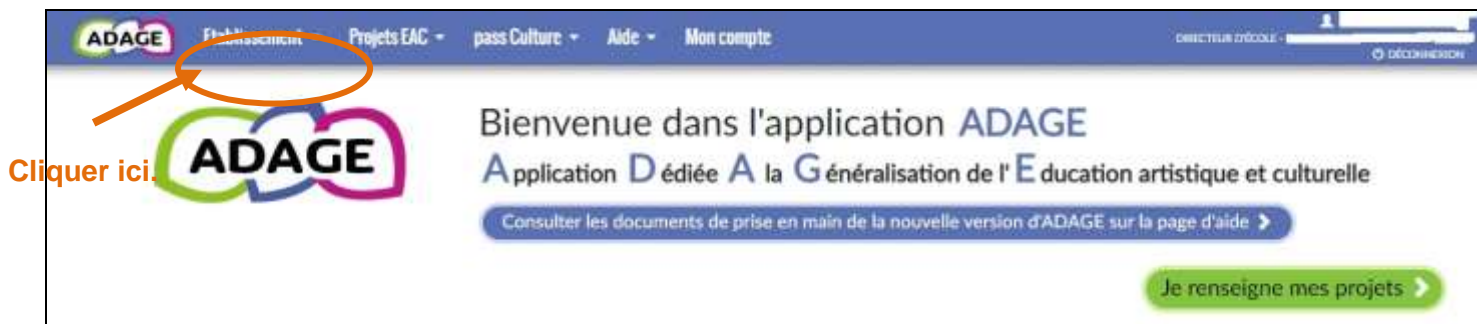 ADAGE Etablissement Projets EAC pass Culture Aide Mon compte
DIRECTEUR D'ÉCOLE -
DÉCONNEXION
Cliquer ici.
ADAGE
Bienvenue dans l'application ADAGE
Application Dédiée A la Généralisation de l'Education artistique et culturelle
Consulter les documents de prise en main de la nouvelle version d'ADAGE sur la page d'aide
Je renseigne mes projets